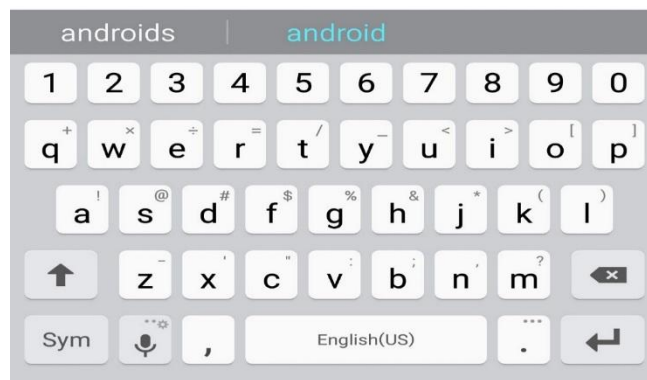 androids android
1 2 3 4 5 6 7 8 9 0
+ × ÷ = / _ < > [ ]
q w e r t y u i o p
! @ # $ % & * ( )
a s d f g h j k l
- ' " : ; , ?
z x c v b n m
Sym , English(US) .